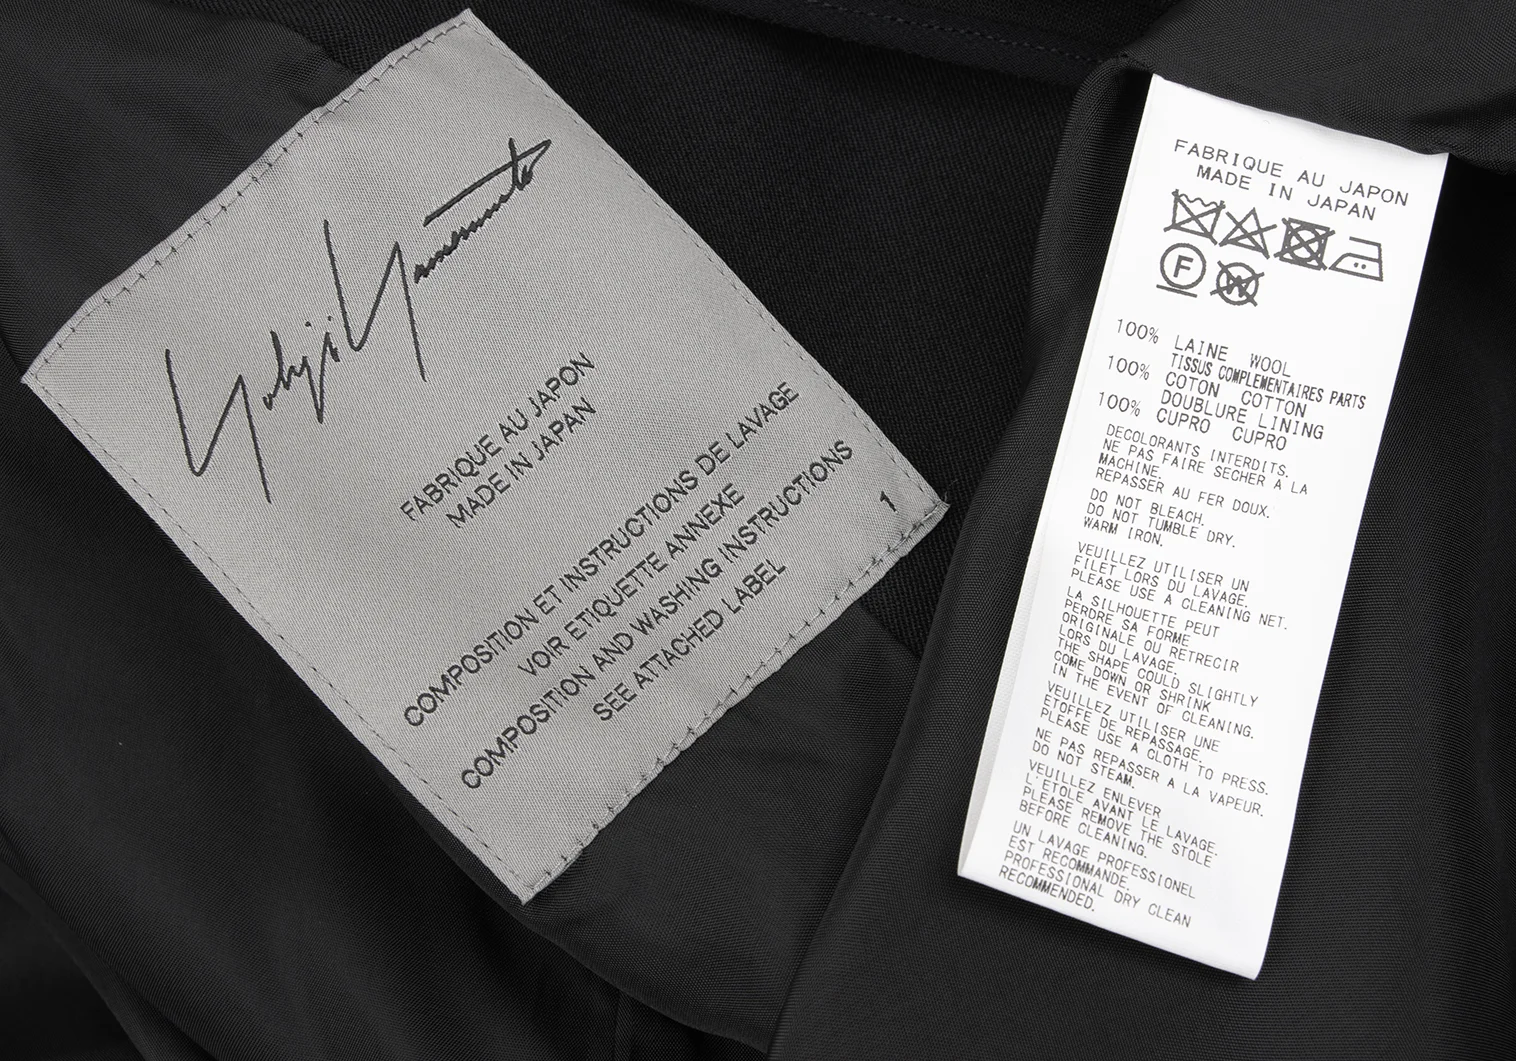 Yohji Yamamoto
FABRIQUE AU JAPON
MADE IN JAPAN
COMPOSITION ET INSTRUCTIONS DE LAVAGE
VOIR ETIQUETTE ANNEXE
COMPOSITION AND WASHING INSTRUCTIONS
SEE ATTACHED LABEL
1
FABRIQUE AU JAPON
MADE IN JAPAN
F
W
100% LAINE WOOL
TISSUS COMPLEMENTAIRES PARTS
100% COTON COTTON
DOUBLURE LINING
100% CUPRO CUPRO
DECOLORANTS INTERDITS.
NE PAS FAIRE SECHER A LA
MACHINE.
REPASSER AU FER DOUX.
DO NOT BLEACH.
DO NOT TUMBLE DRY.
WARM IRON.
VEUILLEZ UTILISER UN
FILET LORS DU LAVAGE.
PLEASE USE A CLEANING NET.
LA SILHOUETTE PEUT
PERDRE SA FORME
ORIGINALE OU RETRECIR
LORS DU LAVAGE.
THE SHAPE COULD SLIGHTLY
COME DOWN OR SHRINK
IN THE EVENT OF CLEANING.
VEUILLEZ UTILISER UNE
ETOFFE DE REPASSAGE.
PLEASE USE A CLOTH TO PRESS.
NE PAS REPASSER A LA VAPEUR.
DO NOT STEAM.
VEUILLEZ ENLEVER
L'ETOLE AVANT LE LAVAGE.
PLEASE REMOVE THE STOLE
BEFORE CLEANING.
UN LAVAGE PROFESSIONEL
EST RECOMMANDE.
PROFESSIONAL DRY CLEAN
RECOMMENDED.